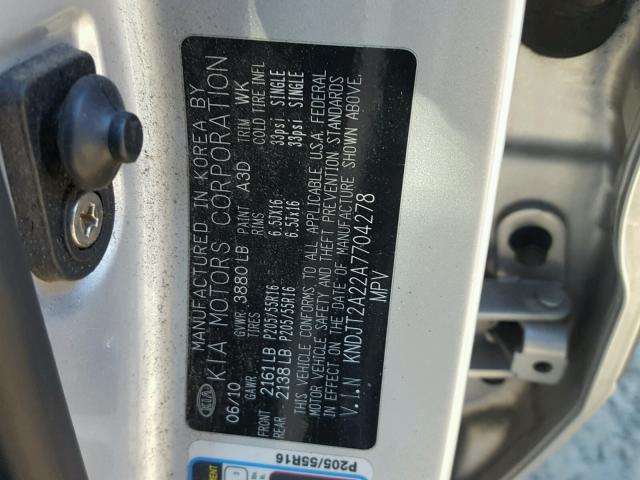 KIA
MANUFACTURED IN KOREA BY
KIA MOTORS CORPORATION
06/10 GVWR: 3880 LB PAINT A3D TRIM WK
GAWR TIRES RIMS COLD TIRE INFL
FRONT 2161 LB P205/55R16 6.5JX16 33psi SINGLE
REAR 2138 LB P205/55R16 6.5JX16 33psi SINGLE
THIS VEHICLE CONFORMS TO ALL APPLICABLE U.S.A. FEDERAL
MOTOR VEHICLE SAFETY AND THEFT PREVENTION STANDARDS
IN EFFECT ON THE DATE OF MANUFACTURE SHOWN ABOVE.
V.I.N KNDJT2A22A7704278
MPV
P205/55R16